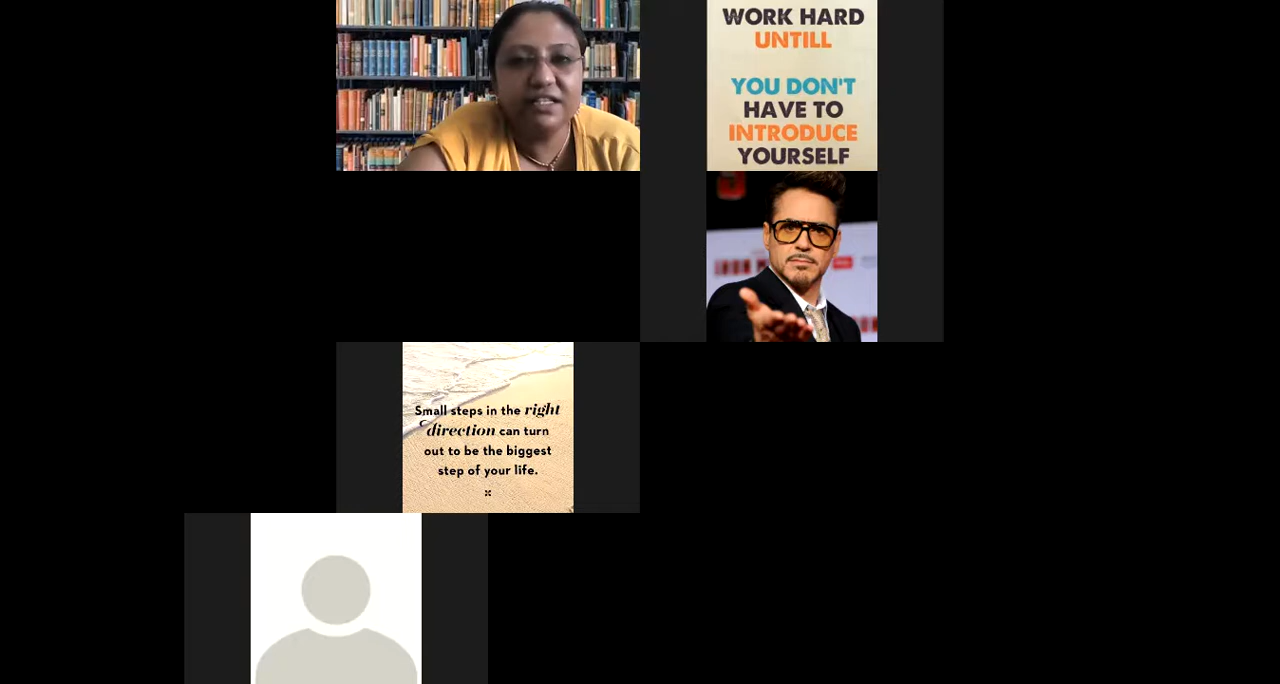 WORK HARD
UNTILL
YOU DON'T
HAVE TO
INTRODUCE
YOURSELF
Small steps in the right
direction can turn
out to be the biggest
step of your life.